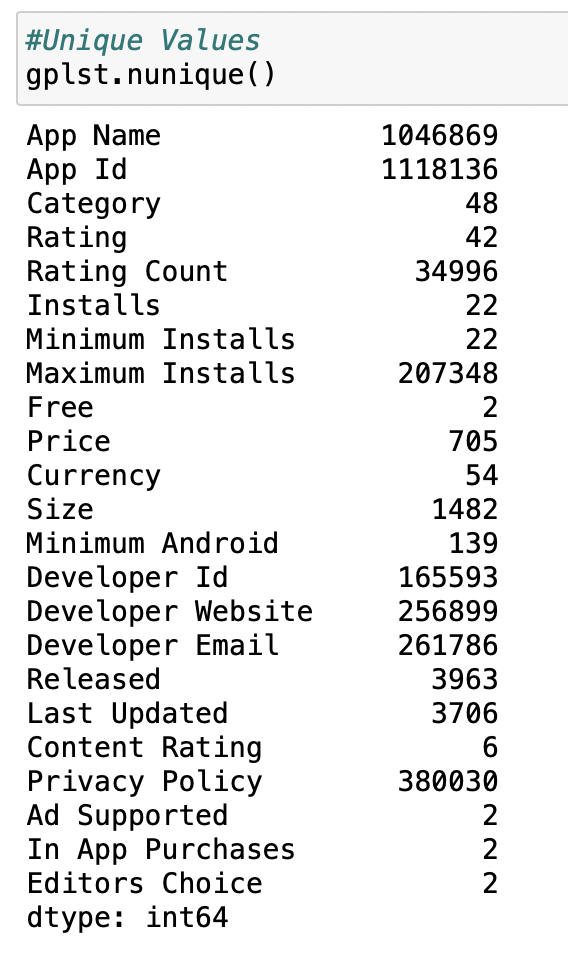 #Unique Values
gplst.nunique()
App Name 1046869
App Id 1118136
Category 48
Rating 42
Rating Count 34996
Installs 22
Minimum Installs 22
Maximum Installs 207348
Free 2
Price 705
Currency 54
Size 1482
Minimum Android 139
Developer Id 165593
Developer Website 256899
Developer Email 261786
Released 3963
Last Updated 3706
Content Rating 6
Privacy Policy 380030
Ad Supported 2
In App Purchases 2
Editors Choice 2
dtype: int64